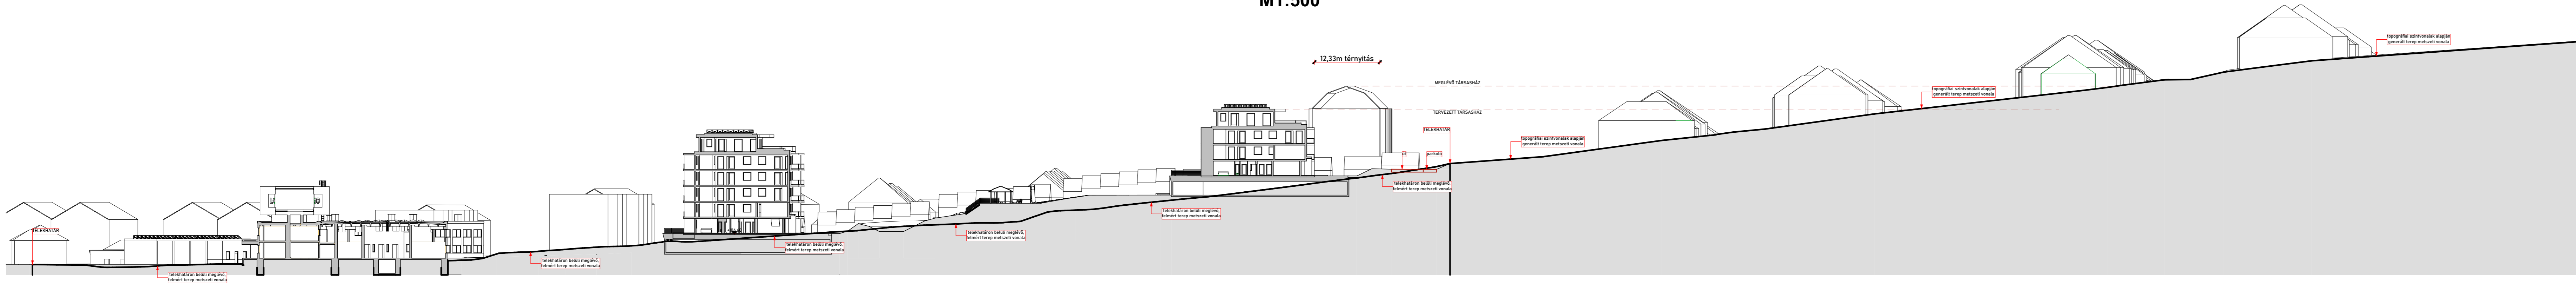 M1:500
topográfiai szintvonalak alapján
generált terep metszeti vonala
12,33m térnyitás
MEGLÉVŐ TÁRSASHÁZ
topográfiai szintvonalak alapján
generált terep metszeti vonala
TERVEZETT TÁRSASHÁZ
TELEKHATÁR
topográfiai szintvonalak alapján
generált terep metszeti vonala
út
parkoló
telekhatáron belüli meglévő,
felmért terep metszeti vonala
telekhatáron belüli meglévő,
felmért terep metszeti vonala
TELEKHATÁR
telekhatáron belüli meglévő,
felmért terep metszeti vonala
telekhatáron belüli meglévő,
felmért terep metszeti vonala
telekhatáron belüli meglévő,
felmért terep metszeti vonala
telekhatáron belüli meglévő,
felmért terep metszeti vonala